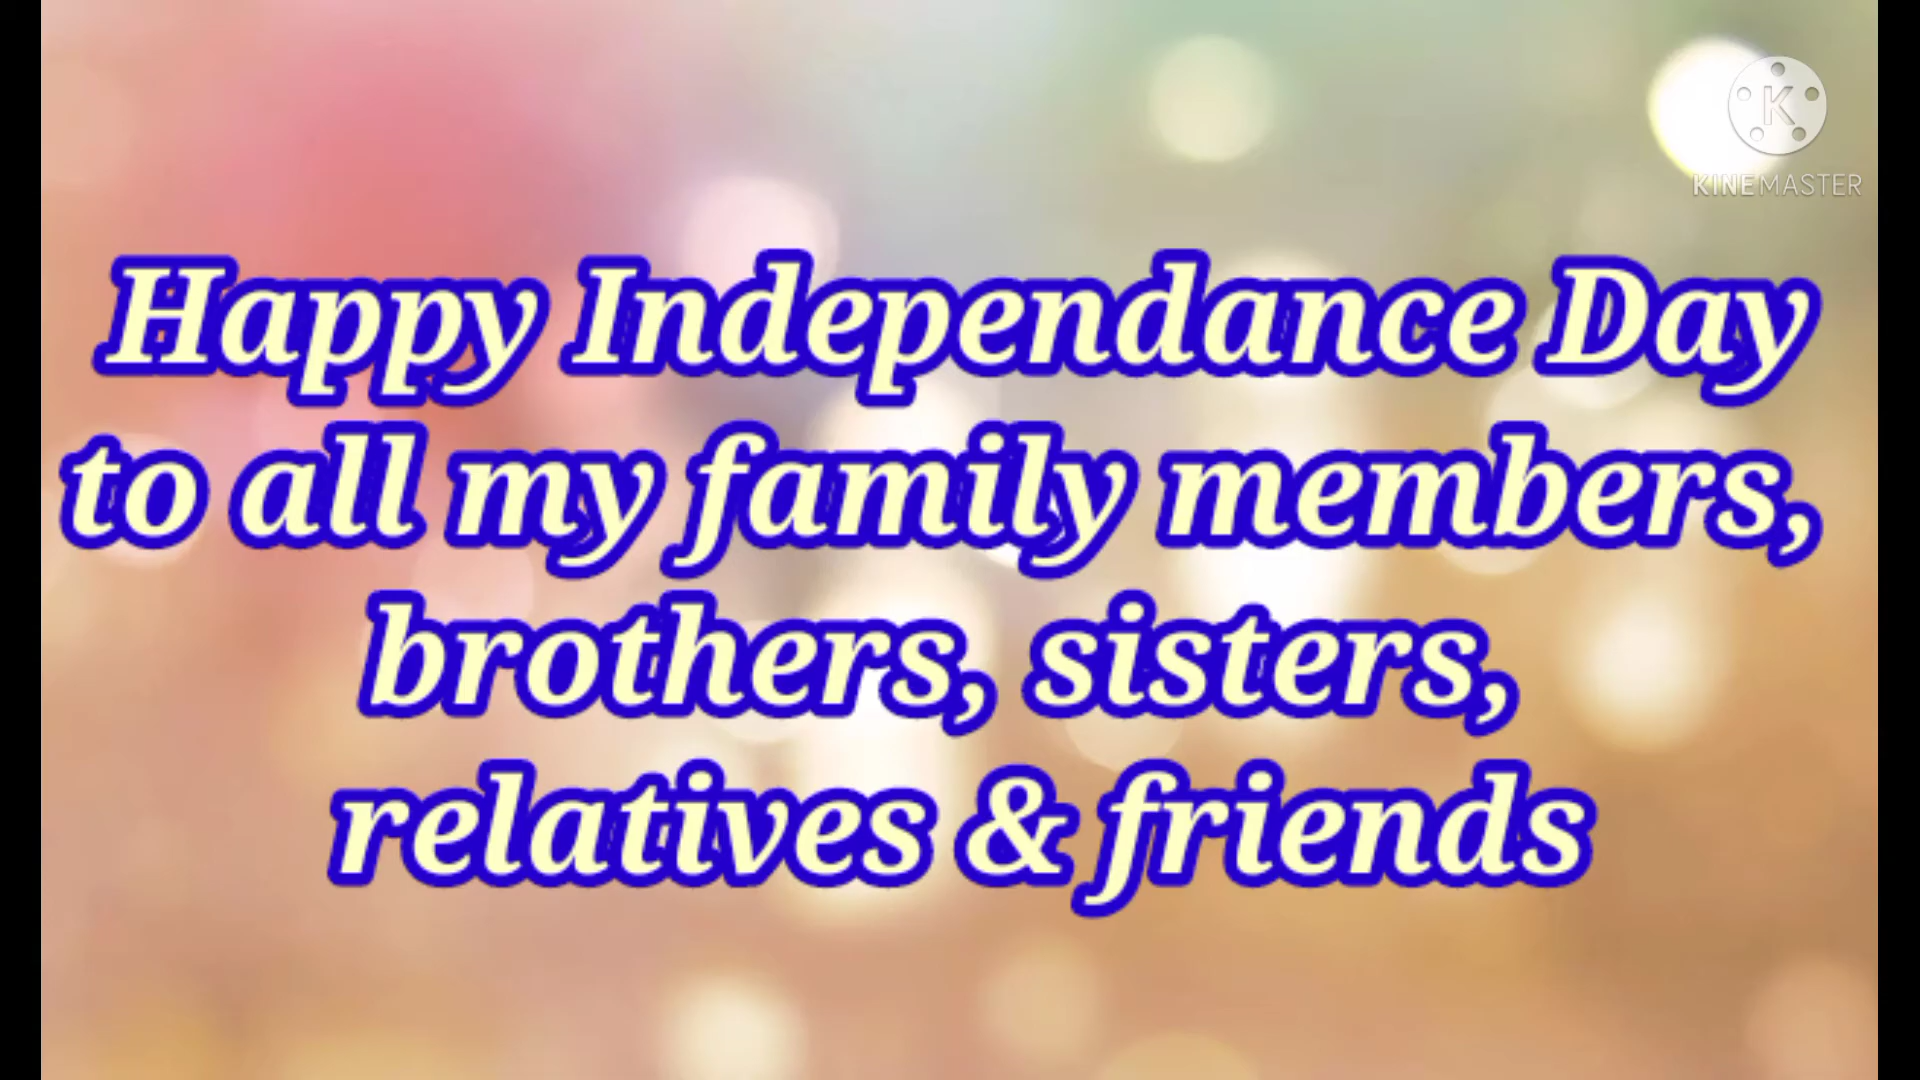 K
KINEMASTER
Happy Independance Day
to all my family members,
brothers, sisters,
relatives & friends